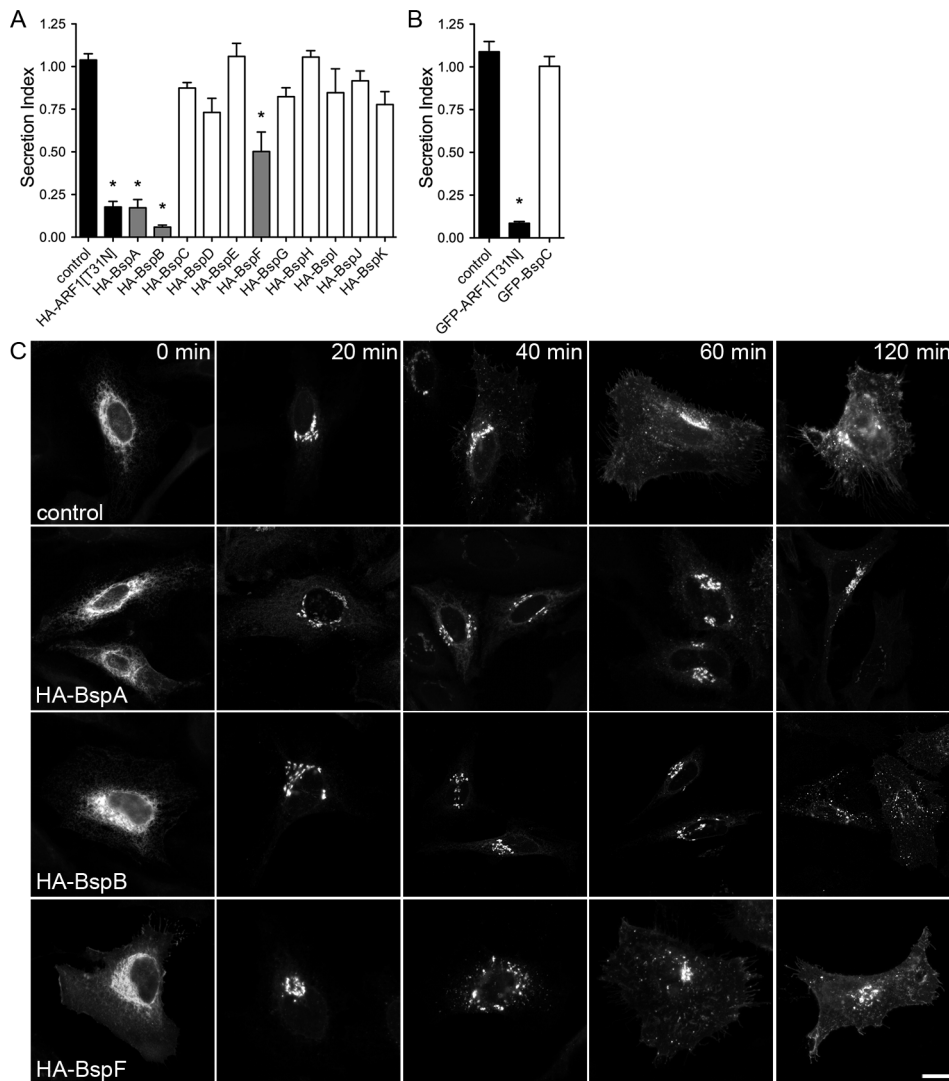 A
Secretion Index
1.25
1.00
0.75
0.50
0.25
0.00
*
*
*
*
control
HA-ARF1[T31N]
HA-BspA
HA-BspB
HA-BspC
HA-BspD
HA-BspE
HA-BspF
HA-BspG
HA-BspH
HA-BspI
HA-BspJ
HA-BspK
B
Secretion Index
1.25
1.00
0.75
0.50
0.25
0.00
*
control
GFP-ARF1[T31N]
GFP-BspC
C
0 min 20 min 40 min 60 min 120 min
control
HA-BspA
HA-BspB
HA-BspF